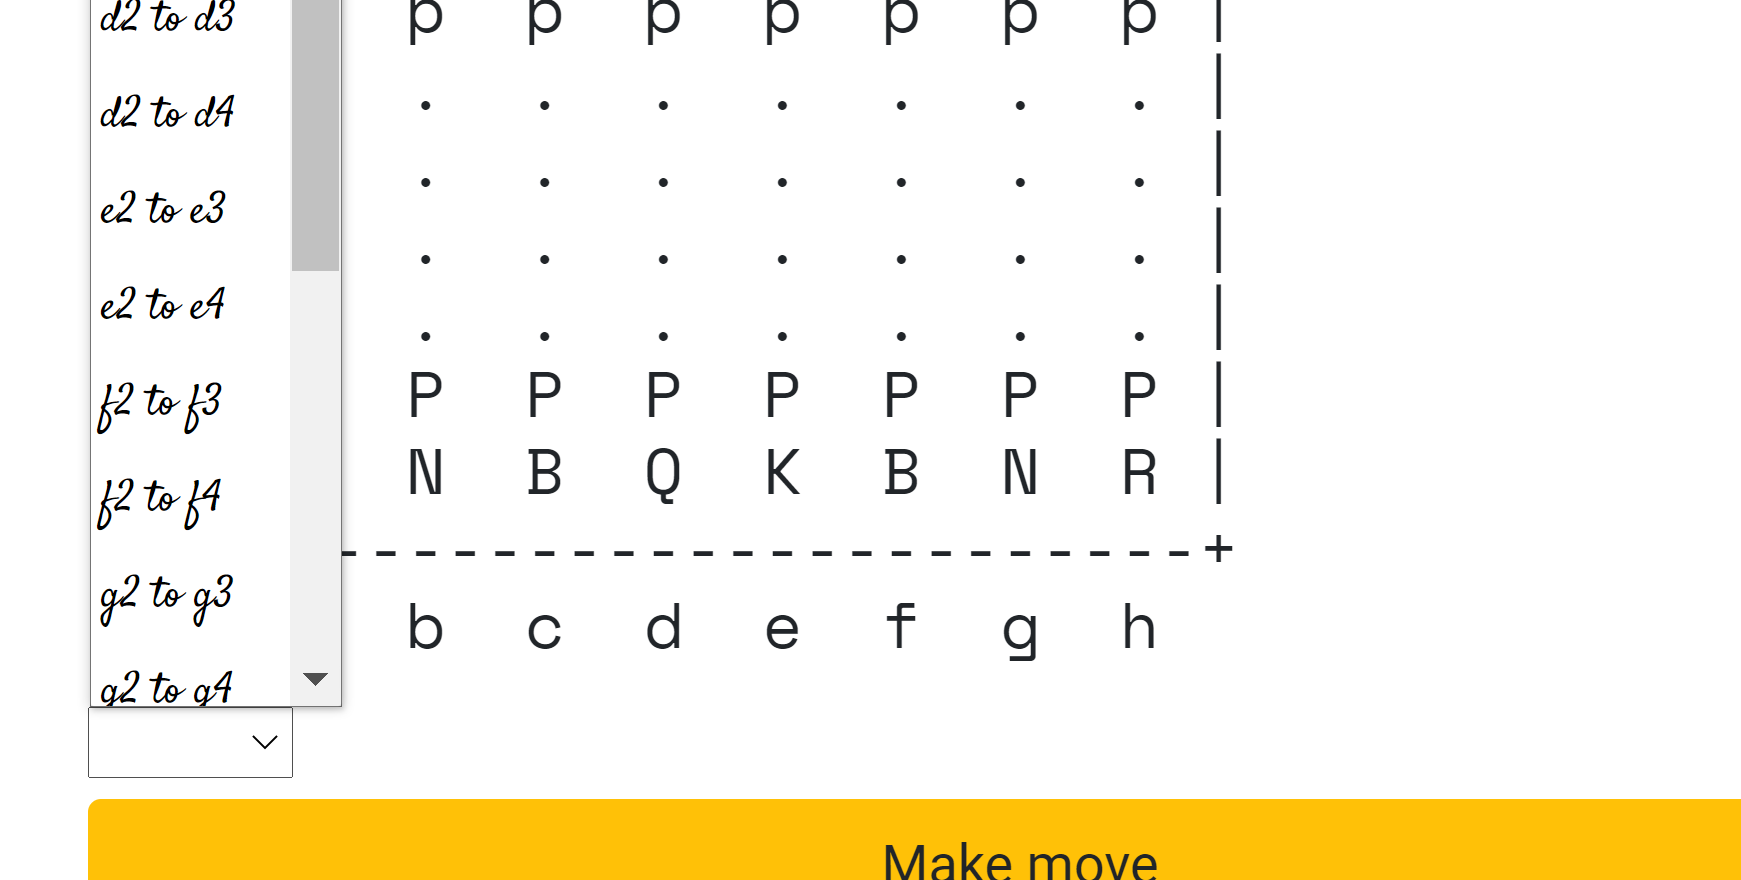 d2 to d3
d2 to d4
e2 to e3
e2 to e4
f2 to f3
f2 to f4
g2 to g3
g2 to g4
p p p p p p p |
. . . . . . . |
. . . . . . . |
. . . . . . . |
. . . . . . . |
P P P P P P P |
N B Q K B N R |
----------------------+
b c d e f g h
Make move